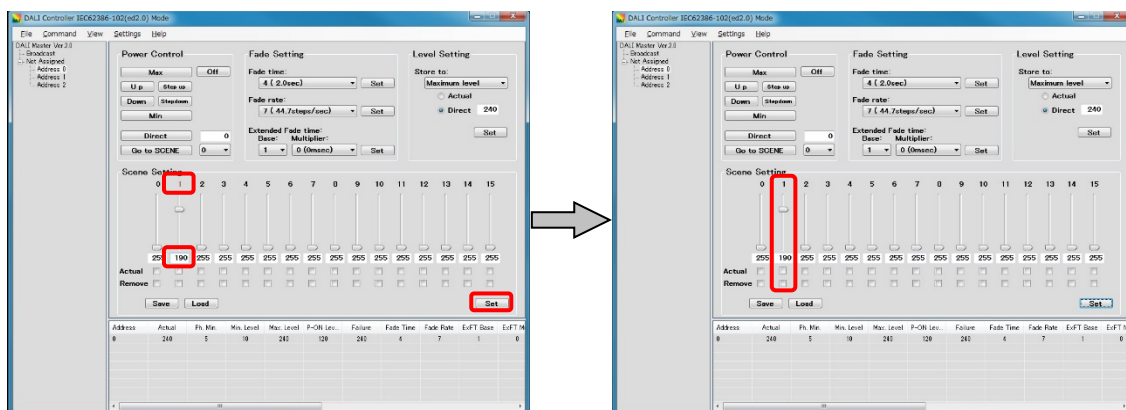 DALI Controller IEC62386-102(ed2.0) Mode
File Command View Settings Help
DALI Master Ver.2.0
Broadcast
Not Assigned
Address 0
Address 1
Address 2
Power Control
Max Off
Up Step up
Down Step down
Min
Direct 0
Go to SCENE 0
Fade Setting
Fade time:
4 ( 2.0sec) Set
Fade rate:
7 ( 44.7steps/sec) Set
Extended Fade time:
Base: Multiplier:
1 0 (0msec) Set
Level Setting
Store to:
Maximum level
Actual
Direct 240
Set
Scene Setting
0 1 2 3 4 5 6 7 8 9 10 11 12 13 14 15
255 190 255 255 255 255 255 255 255 255 255 255 255 255 255 255
Actual
Remove
Save Load Set
Address Actual Ph. Min. Min. Level Max. Level P-ON Lev... Failure Fade Time Fade Rate ExFT Base ExFT M
0 240 5 10 240 120 240 4 7 1 0
DALI Controller IEC62386-102(ed2.0) Mode
File Command View Settings Help
DALI Master Ver.2.0
Broadcast
Not Assigned
Address 0
Address 1
Address 2
Power Control
Max Off
Up Step up
Down Step down
Min
Direct 0
Go to SCENE 0
Fade Setting
Fade time:
4 ( 2.0sec) Set
Fade rate:
7 ( 44.7steps/sec) Set
Extended Fade time:
Base: Multiplier:
1 0 (0msec) Set
Level Setting
Store to:
Maximum level
Actual
Direct 240
Set
Scene Setting
0 1 2 3 4 5 6 7 8 9 10 11 12 13 14 15
255 190 255 255 255 255 255 255 255 255 255 255 255 255 255 255
Actual
Remove
Save Load Set
Address Actual Ph. Min. Min. Level Max. Level P-ON Lev... Failure Fade Time Fade Rate ExFT Base ExFT M
0 240 5 10 240 120 240 4 7 1 0